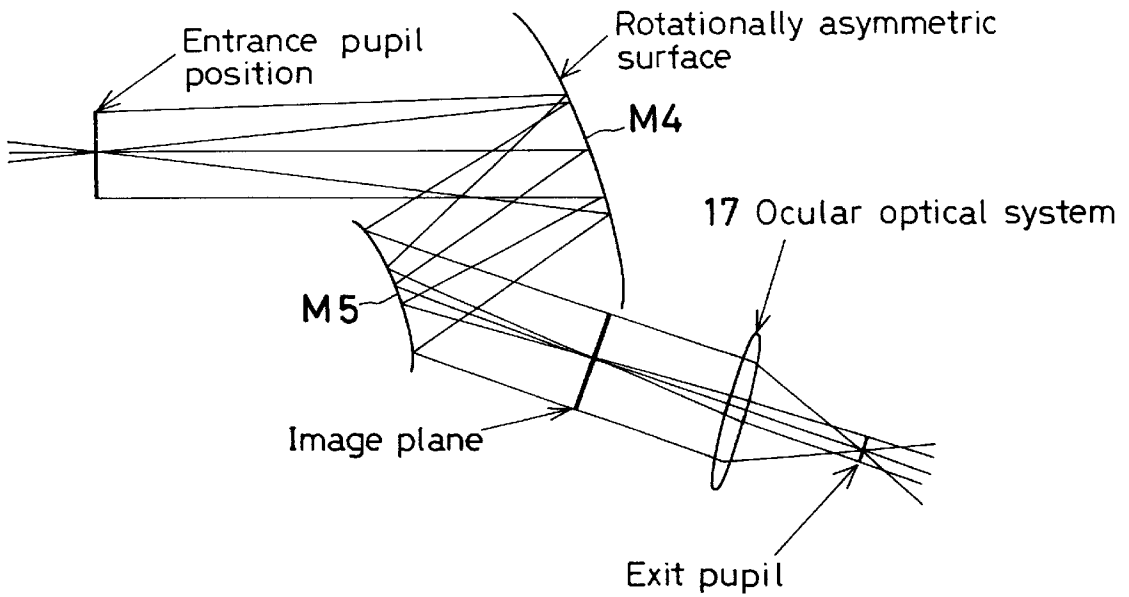 Entrance pupil
position
Rotationally asymmetric
surface
M4
17 Ocular optical system
M5
Image plane
Exit pupil